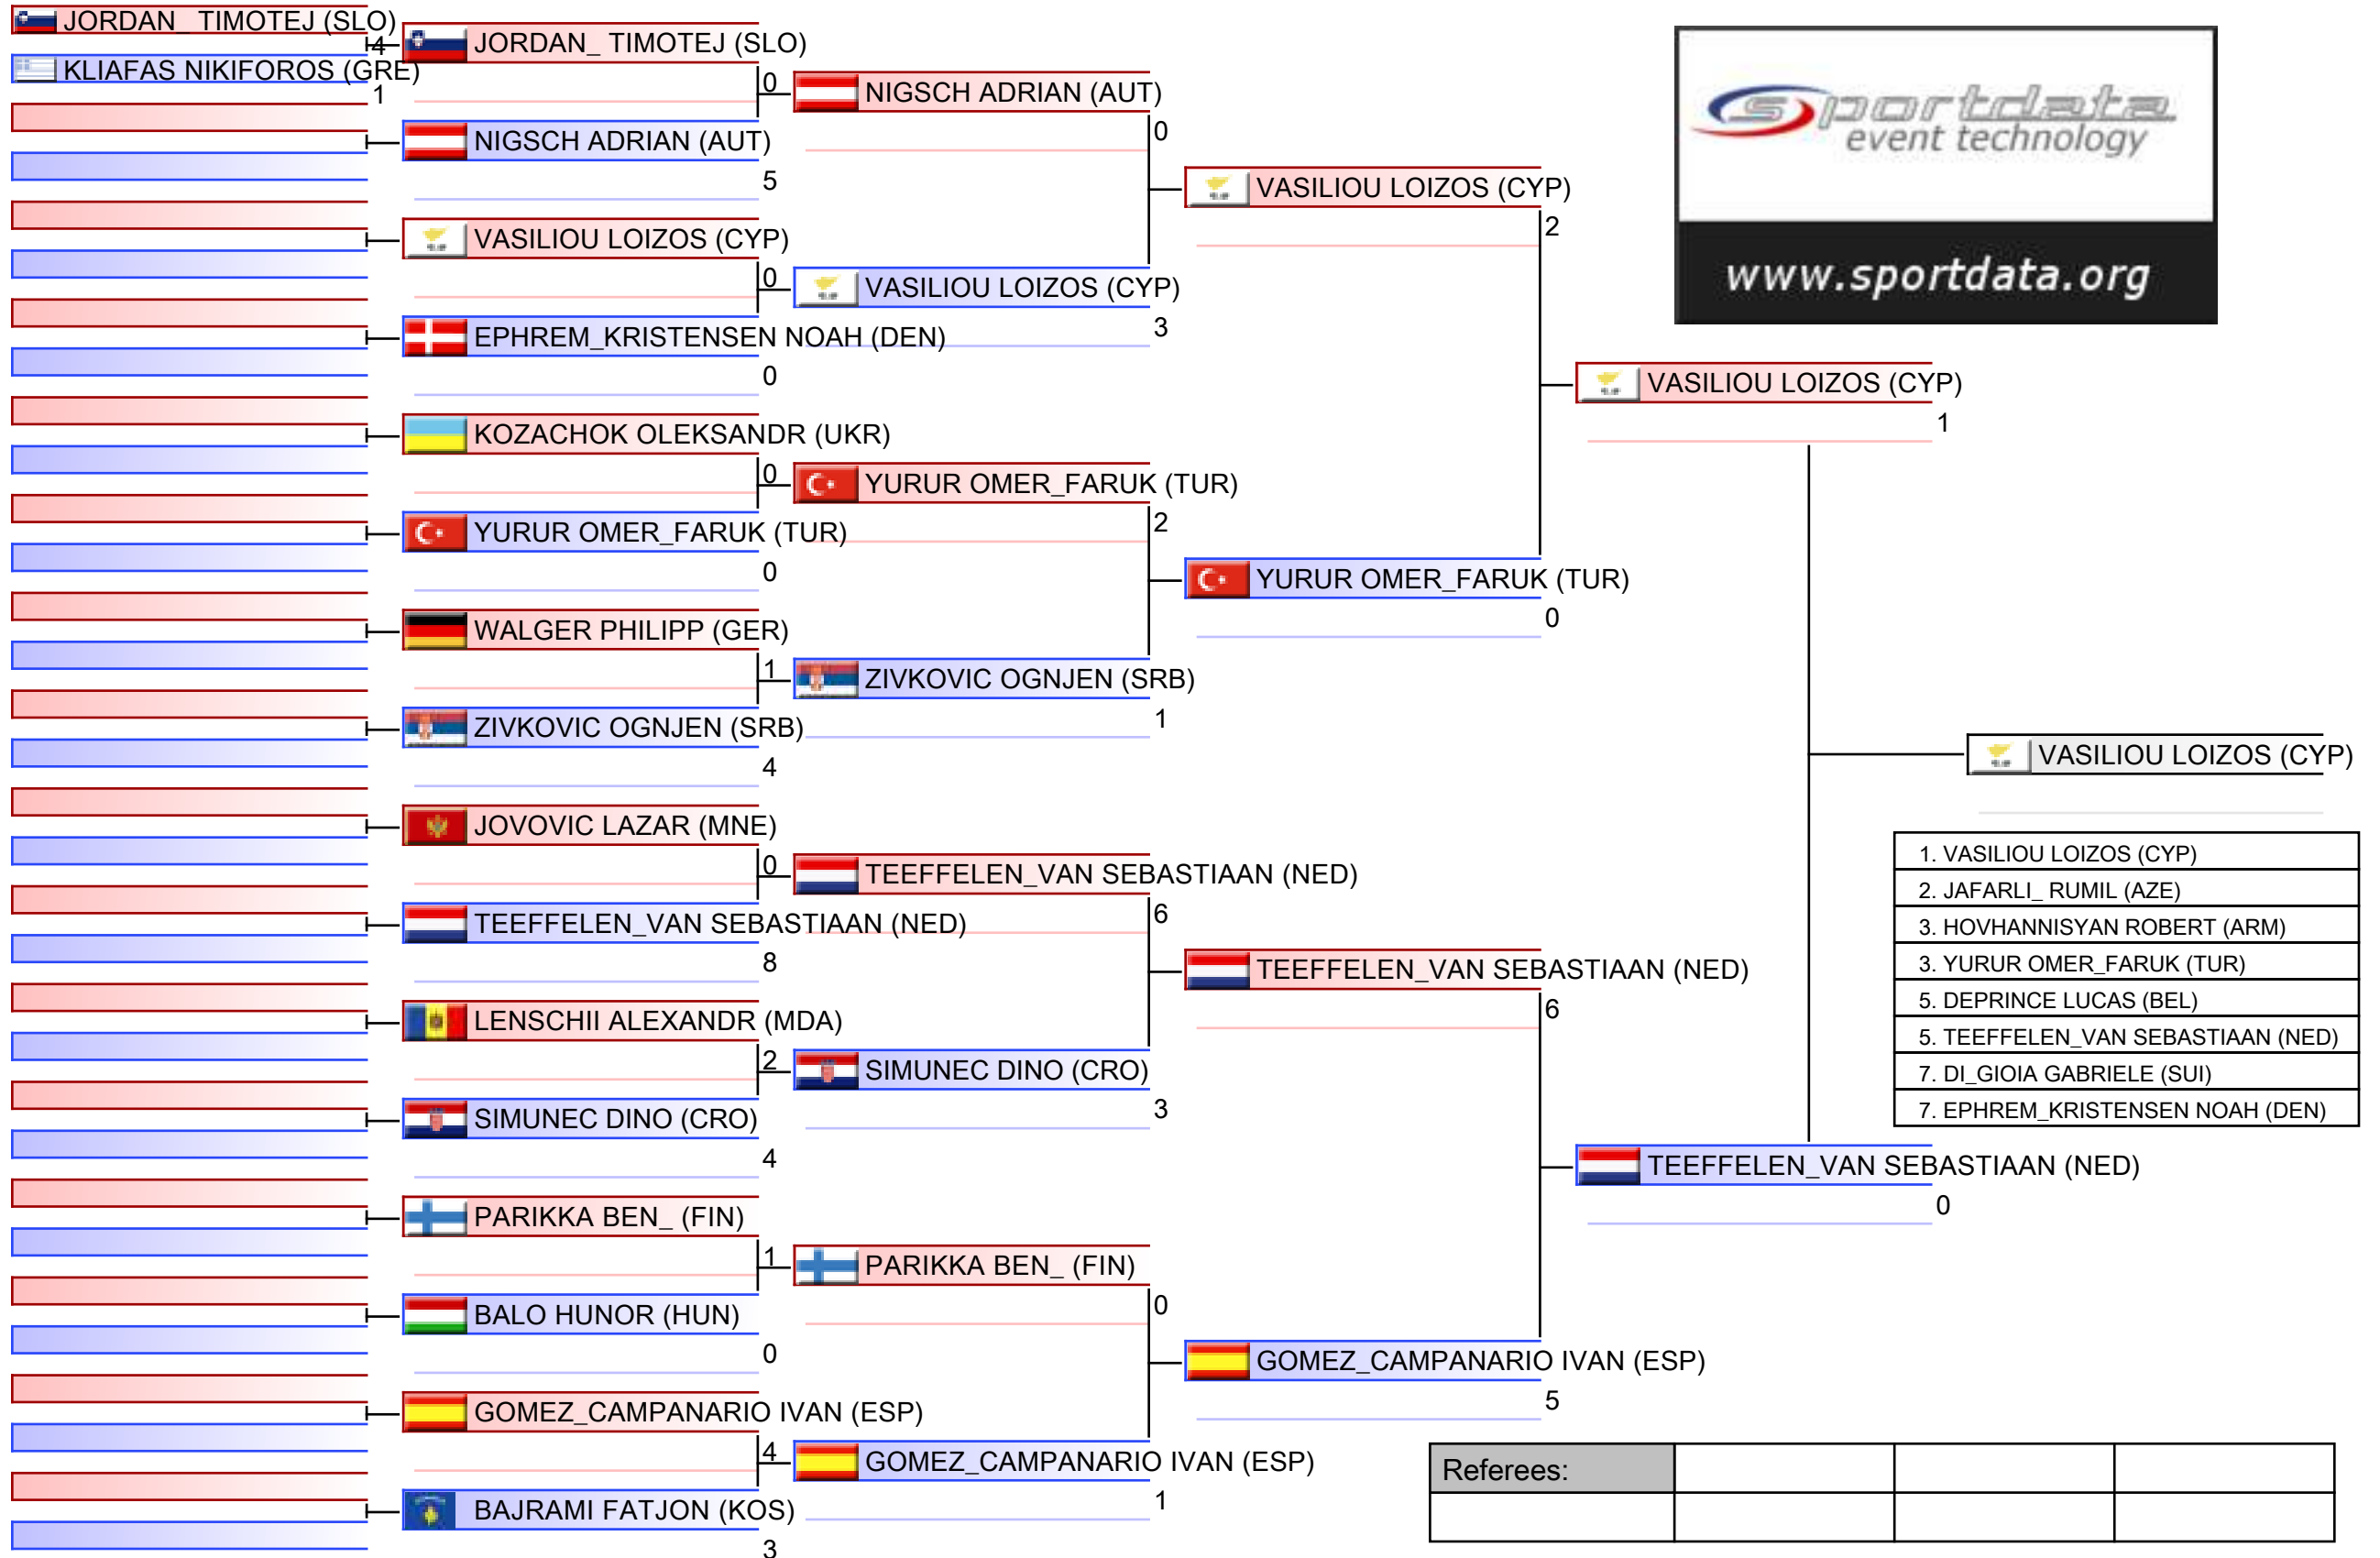 JORDAN_ TIMOTEJ (SLO)
4
KLIAFAS NIKIFOROS (GRE)
1
JORDAN_ TIMOTEJ (SLO)
0
NIGSCH ADRIAN (AUT)
5
VASILIOU LOIZOS (CYP)
0
EPHREM_KRISTENSEN NOAH (DEN)
0
KOZACHOK OLEKSANDR (UKR)
0
YURUR OMER_FARUK (TUR)
0
WALGER PHILIPP (GER)
1
ZIVKOVIC OGNJEN (SRB)
4
JOVOVIC LAZAR (MNE)
0
TEEFFELEN_VAN SEBASTIAAN (NED)
8
LENSCHII ALEXANDR (MDA)
2
SIMUNEC DINO (CRO)
4
PARIKKA BEN_ (FIN)
1
BALO HUNOR (HUN)
0
GOMEZ_CAMPANARIO IVAN (ESP)
4
BAJRAMI FATJON (KOS)
3
NIGSCH ADRIAN (AUT)
0
VASILIOU LOIZOS (CYP)
3
YURUR OMER_FARUK (TUR)
2
ZIVKOVIC OGNJEN (SRB)
1
TEEFFELEN_VAN SEBASTIAAN (NED)
6
SIMUNEC DINO (CRO)
3
PARIKKA BEN_ (FIN)
0
GOMEZ_CAMPANARIO IVAN (ESP)
1
VASILIOU LOIZOS (CYP)
2
YURUR OMER_FARUK (TUR)
0
TEEFFELEN_VAN SEBASTIAAN (NED)
6
GOMEZ_CAMPANARIO IVAN (ESP)
5
VASILIOU LOIZOS (CYP)
1
TEEFFELEN_VAN SEBASTIAAN (NED)
0
VASILIOU LOIZOS (CYP)
sportdata
event technology
www.sportdata.org
1. VASILIOU LOIZOS (CYP)
2. JAFARLI_ RUMIL (AZE)
3. HOVHANNISYAN ROBERT (ARM)
3. YURUR OMER_FARUK (TUR)
5. DEPRINCE LUCAS (BEL)
5. TEEFFELEN_VAN SEBASTIAAN (NED)
7. DI_GIOIA GABRIELE (SUI)
7. EPHREM_KRISTENSEN NOAH (DEN)
Referees: